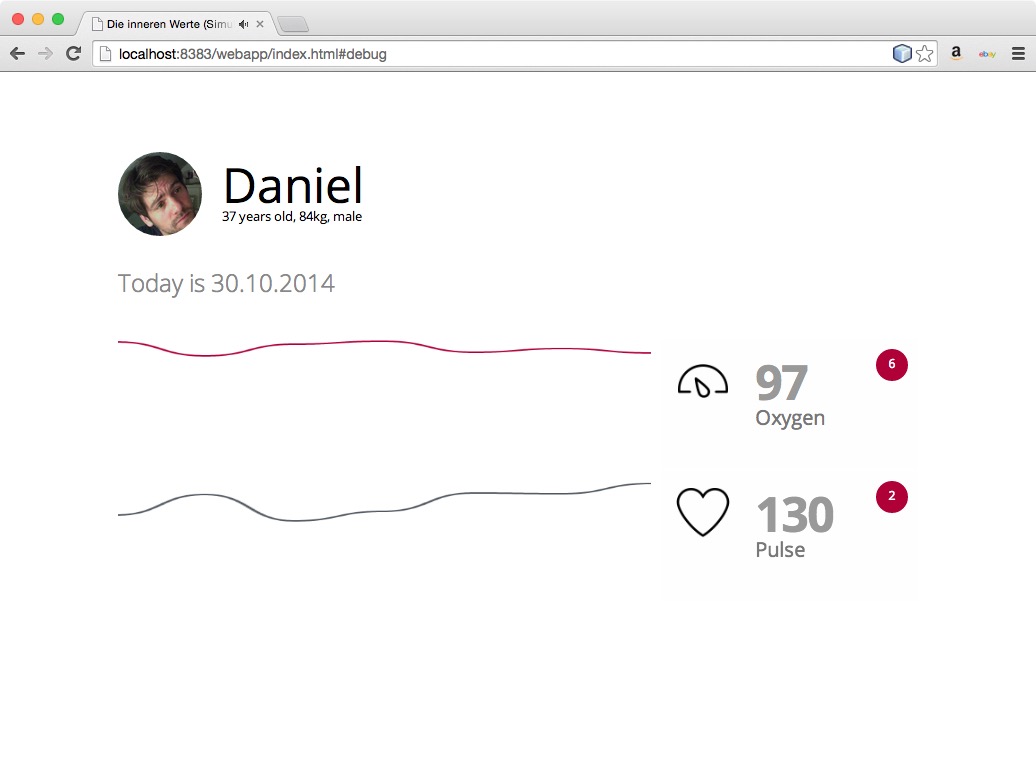 Die inneren Werte (Simu
localhost:8383/webapp/index.html#debug
a
ebay
Daniel
37 years old, 84kg, male
Today is 30.10.2014
97
6
Oxygen
130
2
Pulse